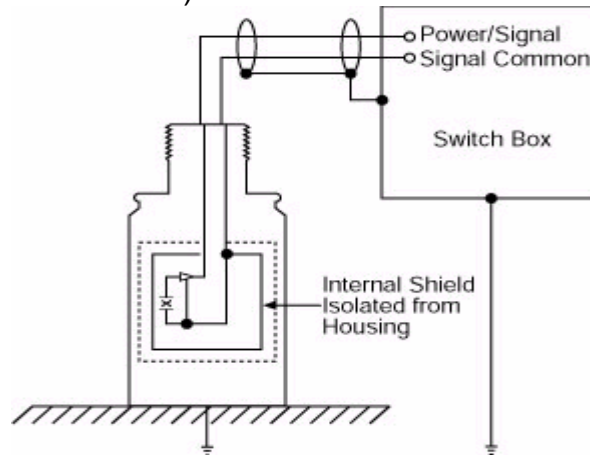 )
Power/Signal
Signal Common
Switch Box
Internal Shield
Isolated from
Housing
x